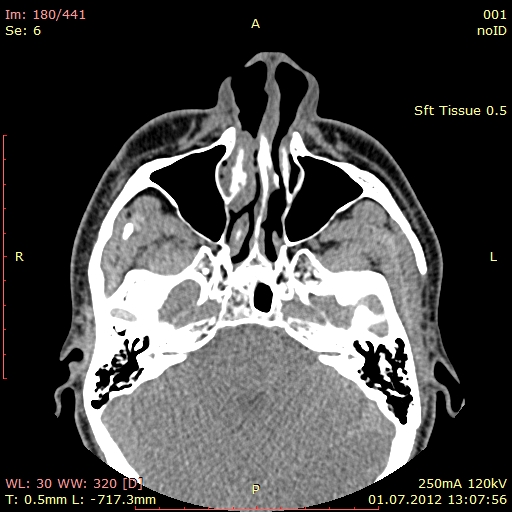 Im: 180/441
Se: 6
A
001
noID
Sft Tissue 0.5
R
L
WL: 30 WW: 320 [D]
T: 0.5mm L: -717.3mm
P
250mA 120kV
01.07.2012 13:07:56